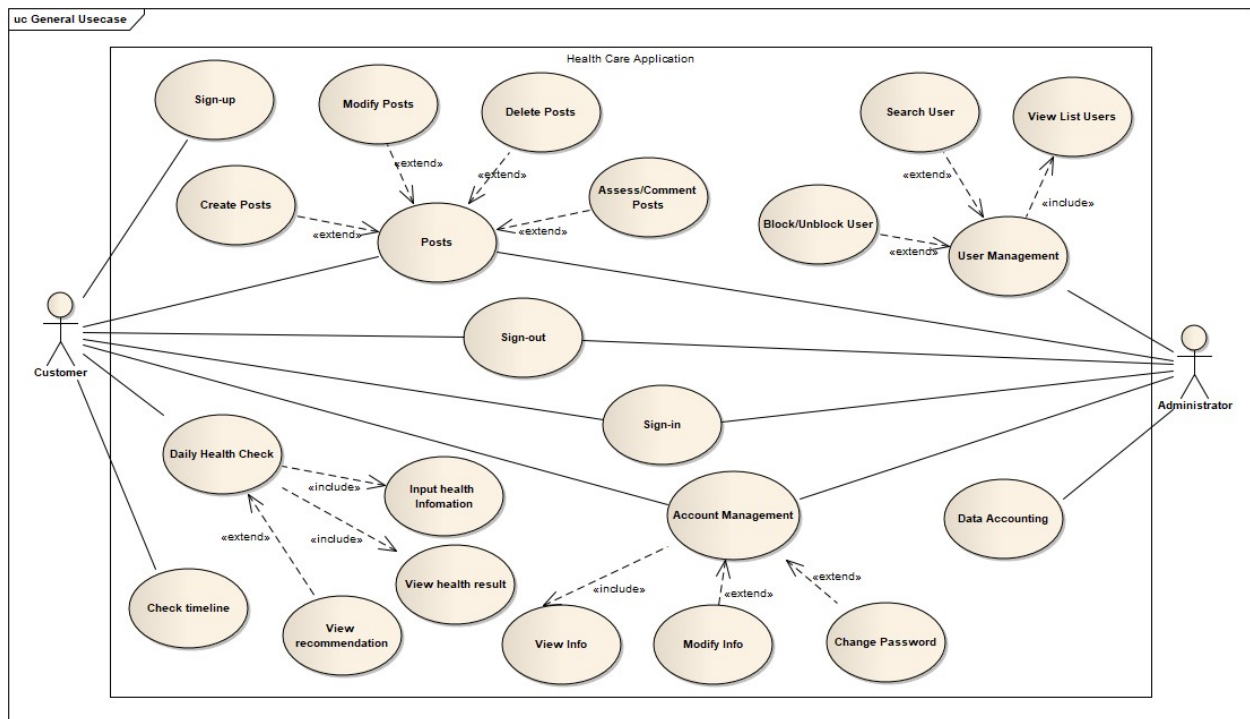 uc General Usecase
Health Care Application
Sign-up
Modify Posts
Delete Posts
Search User
View List Users
«extend»
«extend»
«extend»
«include»
Create Posts
Assess/Comment
Posts
«extend»
Posts
«extend»
Block/Unblock User
«extend»
User Management
Sign-out
Customer
Administrator
Sign-in
Daily Health Check
«include»
Input health
Infomation
Account Management
Data Accounting
«extend»
«include»
View health result
«include»
«extend»
«extend»
Check timeline
View
recommendation
View Info
Modify Info
Change Password